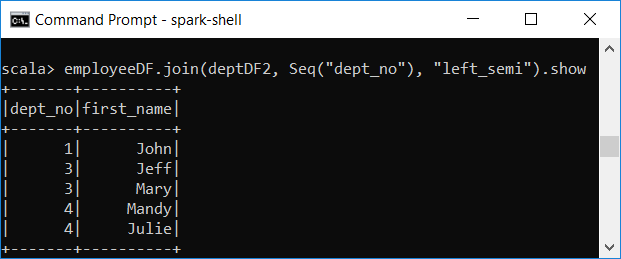 Command Prompt - spark-shell
scala> employeeDF.join(deptDF2, Seq("dept_no"), "left_semi").show
+-------+----------+
|dept_no|first_name|
+-------+----------+
|      1|      John|
|      3|      Jeff|
|      3|      Mary|
|      4|     Mandy|
|      4|     Julie|
+-------+----------+